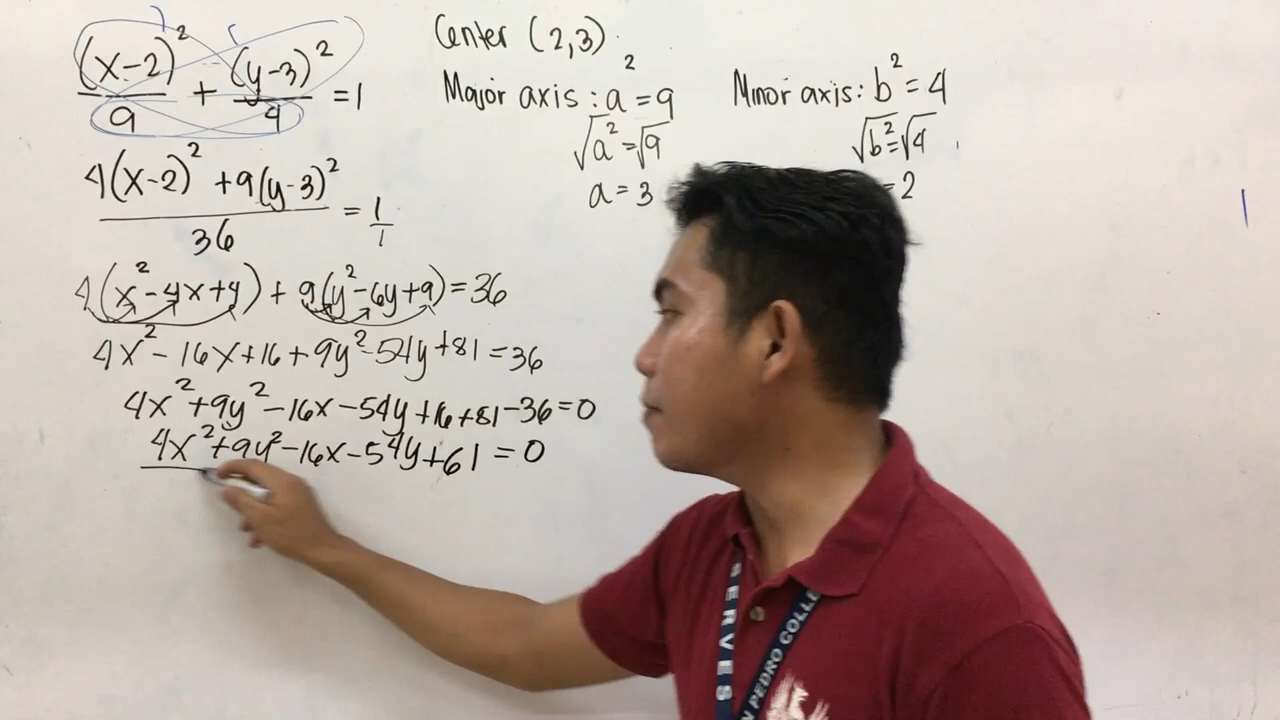 (x-2)²/9 + (y-3)²/4 = 1
4(x-2)² + 9(y-3)²/36 = 1/1
4(x²-4x+4) + 9(y²-6y+9) = 36
4x² - 16x + 16 + 9y² - 54y + 81 = 36
4x² + 9y² - 16x - 54y + 16 + 81 - 36 = 0
4x² + 9y² - 16x - 54y + 61 = 0
Center (2,3)
Major axis: a² = 9
√a² = √9
a = 3
Minor axis: b² = 4
√b² = √4
= 2
SERVES
PEDRO COLLE